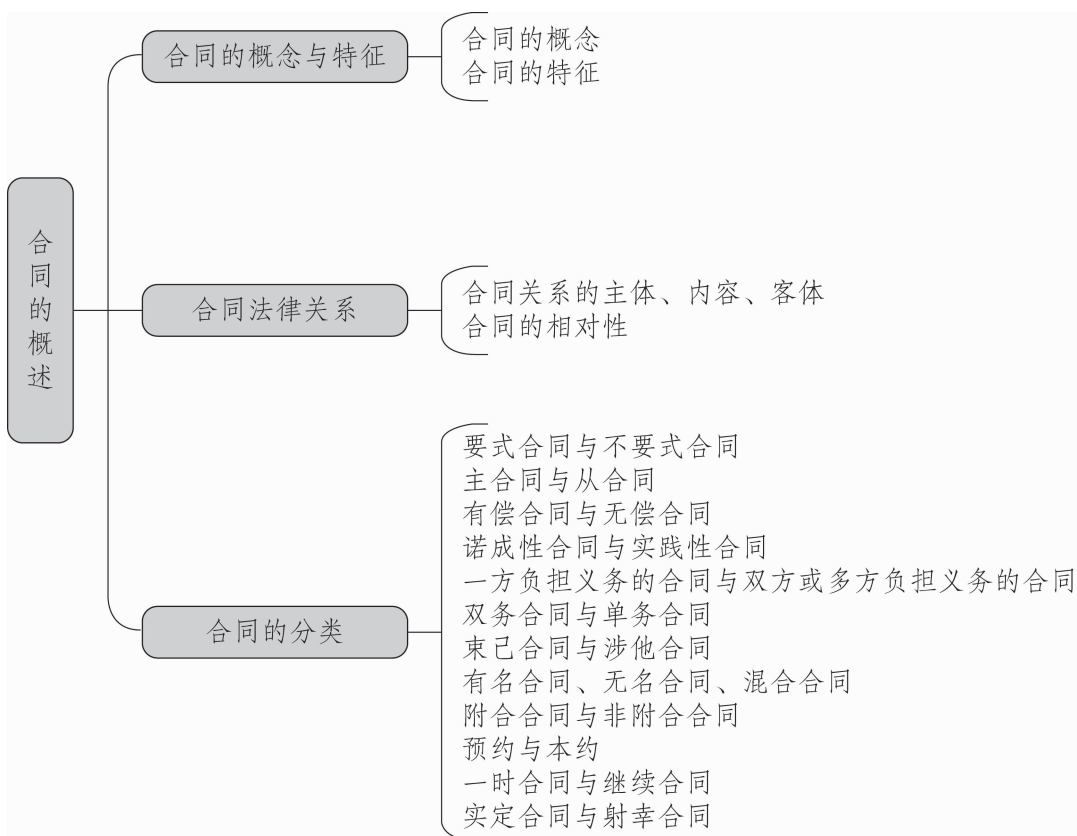 合同的概述
合同的概念与特征
合同的概念
合同的特征
合同法律关系
合同关系的主体、内容、客体
合同的相对性
合同的分类
要式合同与不要式合同
主合同与从合同
有偿合同与无偿合同
诺成性合同与实践性合同
一方负担义务的合同与双方或多方负担义务的合同
双务合同与单务合同
束己合同与涉他合同
有名合同、无名合同、混合合同
附合合同与非附合合同
预约与本约
一时合同与继续合同
实定合同与射幸合同